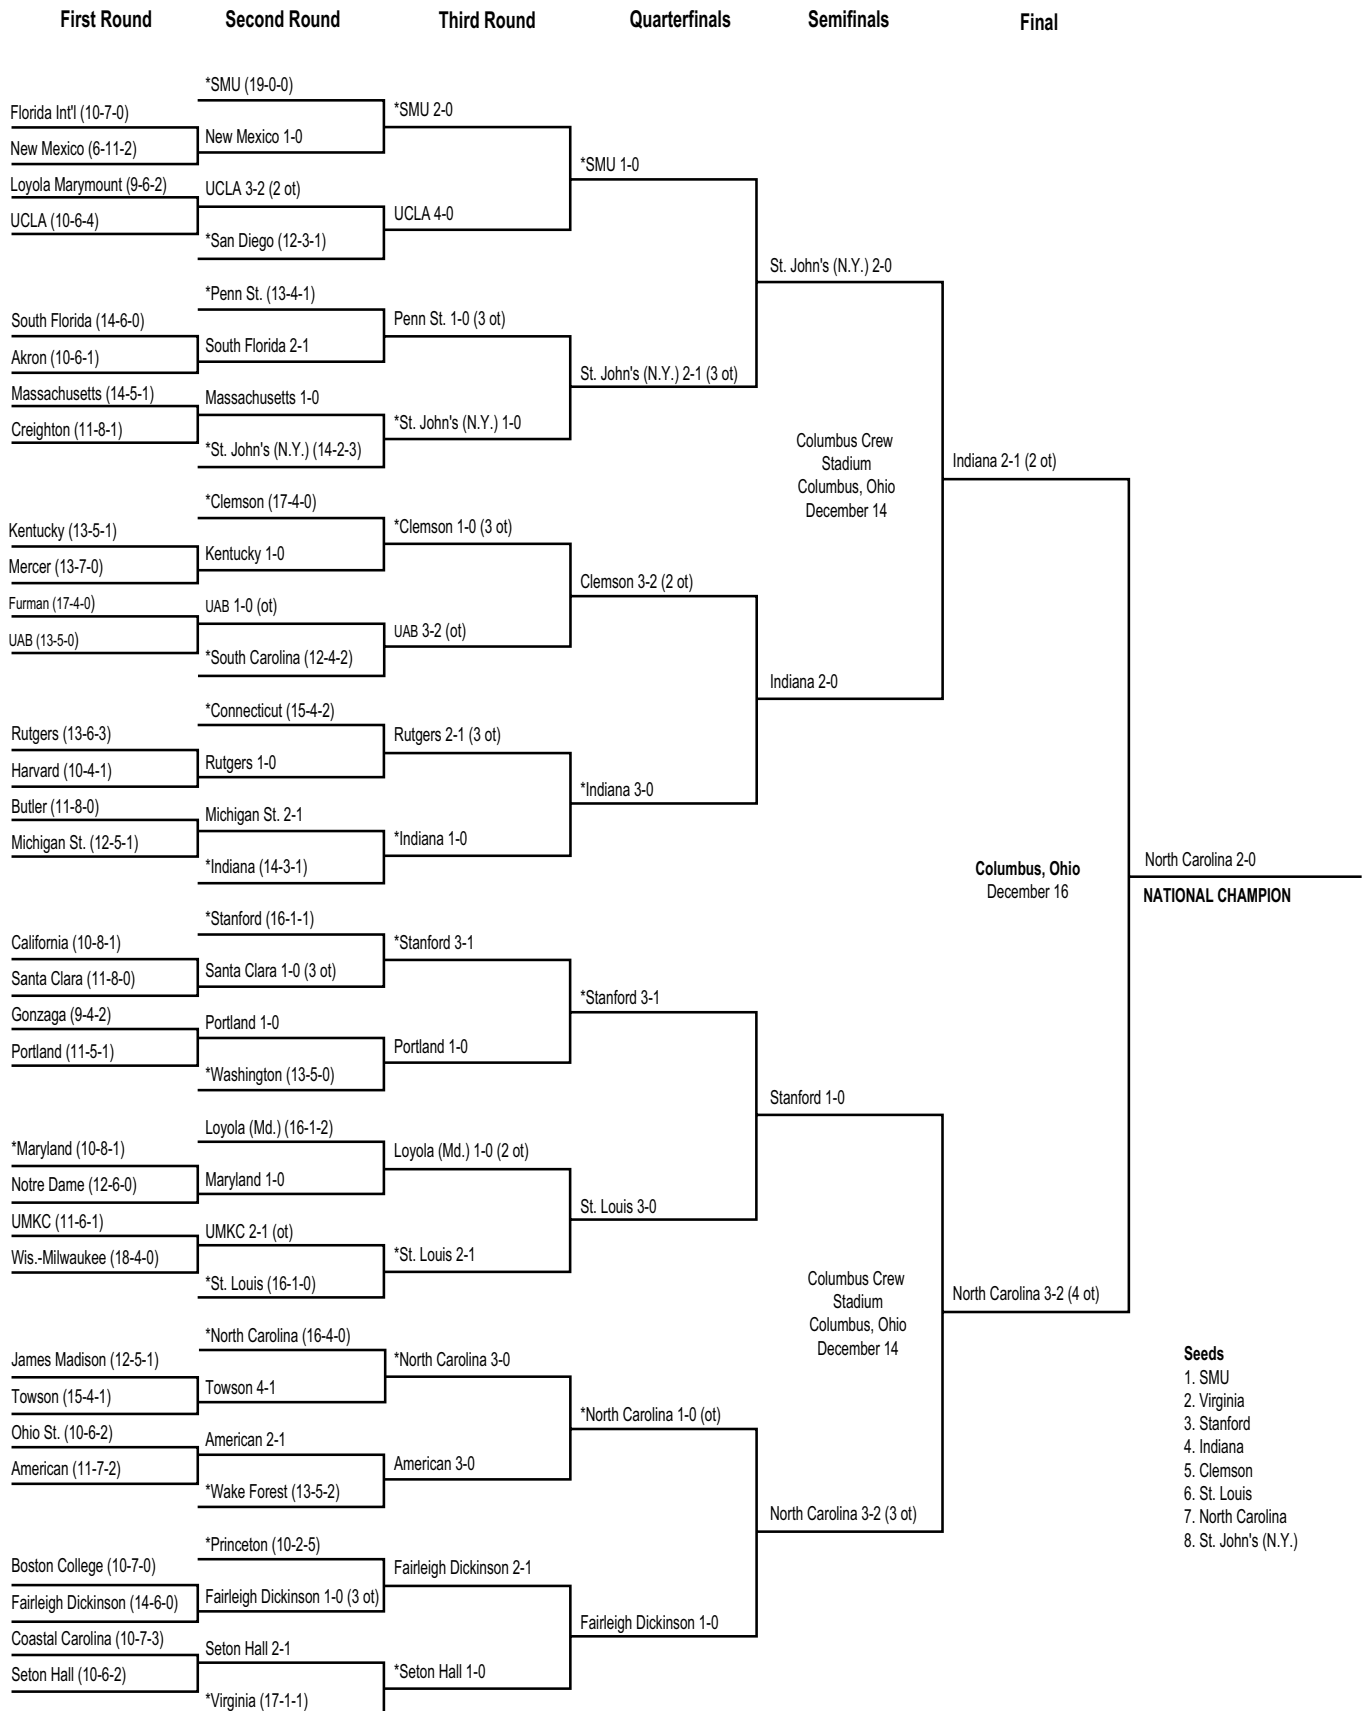 First Round
Second Round
Third Round
Quarterfinals
Semifinals
Final
Florida Int'l (10-7-0)
New Mexico (6-11-2)
Loyola Marymount (9-6-2)
UCLA (10-6-4)
South Florida (14-6-0)
Akron (10-6-1)
Massachusetts (14-5-1)
Creighton (11-8-1)
Kentucky (13-5-1)
Mercer (13-7-0)
Furman (17-4-0)
UAB (13-5-0)
Rutgers (13-6-3)
Harvard (10-4-1)
Butler (11-8-0)
Michigan St. (12-5-1)
California (10-8-1)
Santa Clara (11-8-0)
Gonzaga (9-4-2)
Portland (11-5-1)
*Maryland (10-8-1)
Notre Dame (12-6-0)
UMKC (11-6-1)
Wis.-Milwaukee (18-4-0)
James Madison (12-5-1)
Towson (15-4-1)
Ohio St. (10-6-2)
American (11-7-2)
Boston College (10-7-0)
Fairleigh Dickinson (14-6-0)
Coastal Carolina (10-7-3)
Seton Hall (10-6-2)
*SMU (19-0-0)
New Mexico 1-0
UCLA 3-2 (2 ot)
*San Diego (12-3-1)
*Penn St. (13-4-1)
South Florida 2-1
Massachusetts 1-0
*St. John's (N.Y.) (14-2-3)
*Clemson (17-4-0)
Kentucky 1-0
UAB 1-0 (ot)
*South Carolina (12-4-2)
*Connecticut (15-4-2)
Rutgers 1-0
Michigan St. 2-1
*Indiana (14-3-1)
*Stanford (16-1-1)
Santa Clara 1-0 (3 ot)
Portland 1-0
*Washington (13-5-0)
Loyola (Md.) (16-1-2)
Maryland 1-0
UMKC 2-1 (ot)
*St. Louis (16-1-0)
*North Carolina (16-4-0)
Towson 4-1
American 2-1
*Wake Forest (13-5-2)
*Princeton (10-2-5)
Fairleigh Dickinson 1-0 (3 ot)
Seton Hall 2-1
*Virginia (17-1-1)
*SMU 2-0
UCLA 4-0
Penn St. 1-0 (3 ot)
*St. John's (N.Y.) 1-0
*Clemson 1-0 (3 ot)
UAB 3-2 (ot)
Rutgers 2-1 (3 ot)
*Indiana 1-0
*Stanford 3-1
Portland 1-0
Loyola (Md.) 1-0 (2 ot)
*St. Louis 2-1
*North Carolina 3-0
American 3-0
Fairleigh Dickinson 2-1
*Seton Hall 1-0
*SMU 1-0
St. John's (N.Y.) 2-1 (3 ot)
Clemson 3-2 (2 ot)
*Indiana 3-0
*Stanford 3-1
St. Louis 3-0
*North Carolina 1-0 (ot)
Fairleigh Dickinson 1-0
St. John's (N.Y.) 2-0
Columbus Crew
Stadium
Columbus, Ohio
December 14
Indiana 2-0
Stanford 1-0
Columbus Crew
Stadium
Columbus, Ohio
December 14
North Carolina 3-2 (3 ot)
Indiana 2-1 (2 ot)
Columbus, Ohio
December 16
North Carolina 3-2 (4 ot)
North Carolina 2-0
NATIONAL CHAMPION
Seeds
1. SMU
2. Virginia
3. Stanford
4. Indiana
5. Clemson
6. St. Louis
7. North Carolina
8. St. John's (N.Y.)